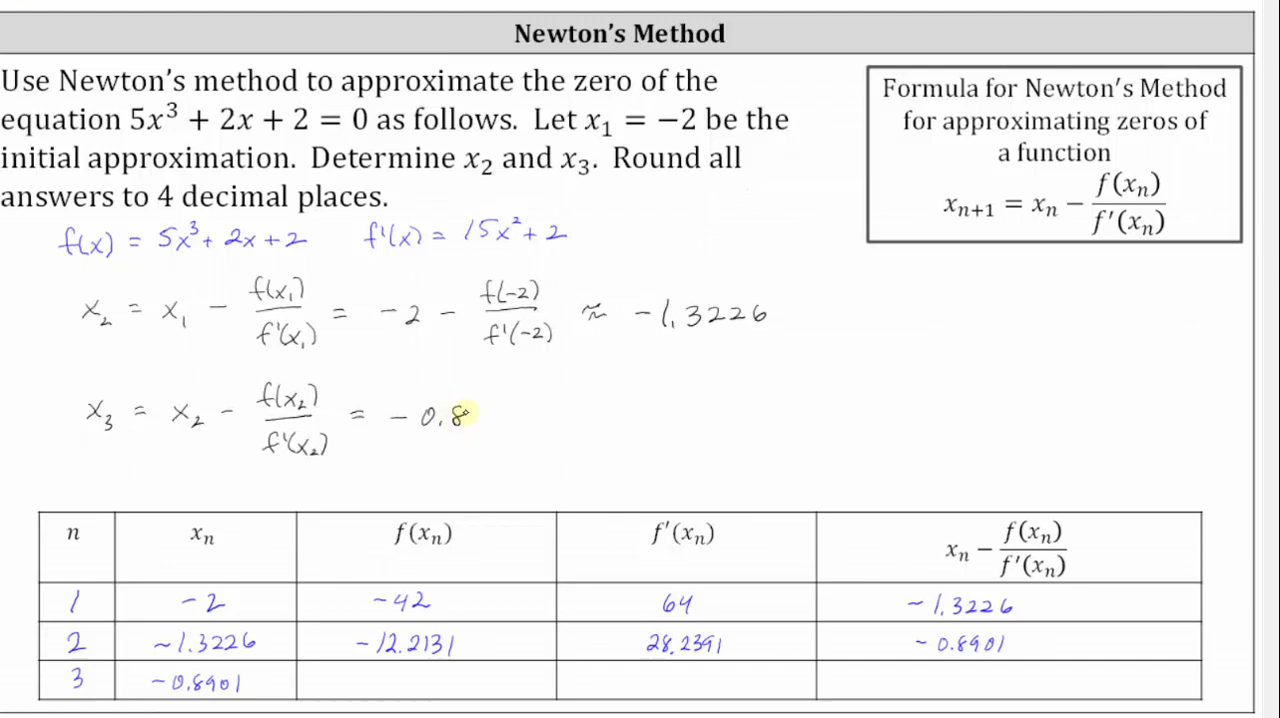 Newton's Method
Use Newton's method to approximate the zero of the
equation 5x³ + 2x + 2 = 0 as follows. Let x₁ = −2 be the
initial approximation. Determine x₂ and x₃. Round all
answers to 4 decimal places.
Formula for Newton's Method
for approximating zeros of
a function
xₙ₊₁ = xₙ − f(xₙ)/f′(xₙ)
f(x) = 5x³ + 2x + 2 f'(x) = 15x² + 2
x₂ = x₁ − f(x₁)/f'(x₁) = −2 − f(−2)/f'(−2) ≈ −1.3226
x₃ = x₂ − f(x₂)/f'(x₂) = −0.8
n xₙ f(xₙ) f′(xₙ) xₙ − f(xₙ)/f′(xₙ)
1 −2 −42 64 −1.3226
2 −1.3226 −12.2131 28.2391 −0.8901
3 −0.8901